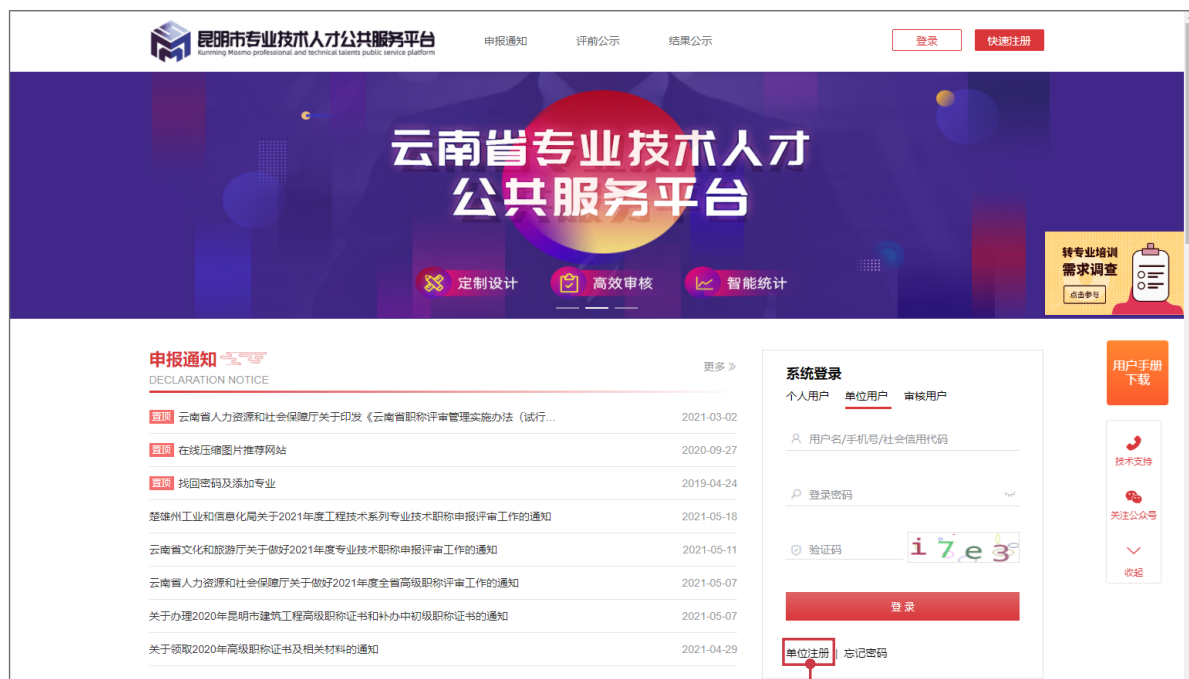 昆明市专业技术人才公共服务平台
Kunming Mosmo professional and technical talents public service platform
申报通知
评前公示
结果公示
登录
快速注册
云南省专业技术人才
公共服务平台
定制设计
高效审核
智能统计
转专业培训
需求调查
点击参与
申报通知
DECLARATION NOTICE
更多
置顶 云南省人力资源和社会保障厅关于印发《云南省职称评审管理实施办法（试行... 2021-03-02
置顶 在线压缩图片推荐网站 2020-09-27
置顶 找回密码及添加专业 2019-04-24
楚雄州工业和信息化局关于2021年度工程技术系列专业技术职称申报评审工作的通知 2021-05-18
云南省文化和旅游厅关于做好2021年度专业技术职称申报评审工作的通知 2021-05-11
云南省人力资源和社会保障厅关于做好2021年度全省高级职称评审工作的通知 2021-05-07
关于办理2020年昆明市建筑工程高级职称证书和补办中初级职称证书的通知 2021-05-07
关于领取2020年高级职称证书及相关材料的通知 2021-04-29
系统登录
个人用户 单位用户 审核用户
用户名/手机号/社会信用代码
登录密码
验证码
i7e3
登录
单位注册 | 忘记密码
用户手册
下载
技术支持
关注公众号
收起